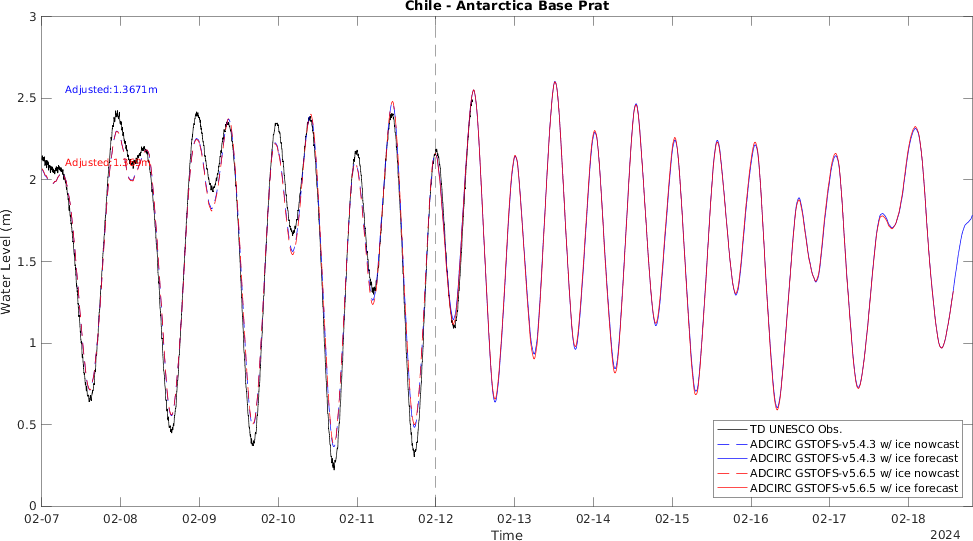 Chile - Antarctica Base Prat
3
2.5
2
1.5
1
0.5
0
Water Level (m)
Adjusted:1.3671m
TD UNESCO Obs.
ADCIRC GSTOFS-v5.4.3 w/ ice nowcast
ADCIRC GSTOFS-v5.4.3 w/ ice forecast
ADCIRC GSTOFS-v5.6.5 w/ ice nowcast
ADCIRC GSTOFS-v5.6.5 w/ ice forecast
02-07 02-08 02-09 02-10 02-11 02-12 02-13 02-14 02-15 02-16 02-17 02-18
Time
2024